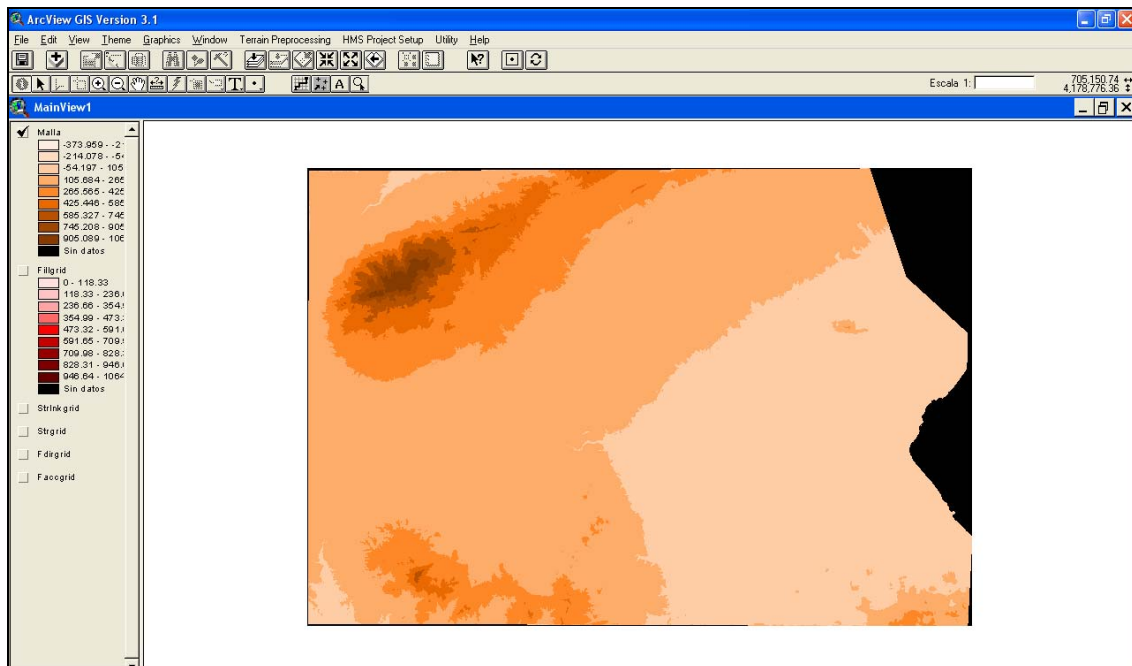 ArcView GIS Version 3.1
File Edit View Theme Graphics Window Terrain Preprocessing HMS Project Setup Utility Help
Escala 1:
705,150.74
4,178,776.36
MainView1
Malla
-373.959 - -2
-214.078 - -54
-54.197 - 105
105.684 - 265
265.565 - 425
425.446 - 585
585.327 - 745
745.208 - 905
905.089 - 106
Sin datos
Fillgrid
0 - 118.33
118.33 - 236.
236.66 - 354.
354.99 - 473.
473.32 - 591.
591.65 - 709.
709.98 - 828.
828.31 - 946.
946.64 - 1064
Sin datos
Strlnkgrid
Strgrid
Fdirgrid
Faccgrid